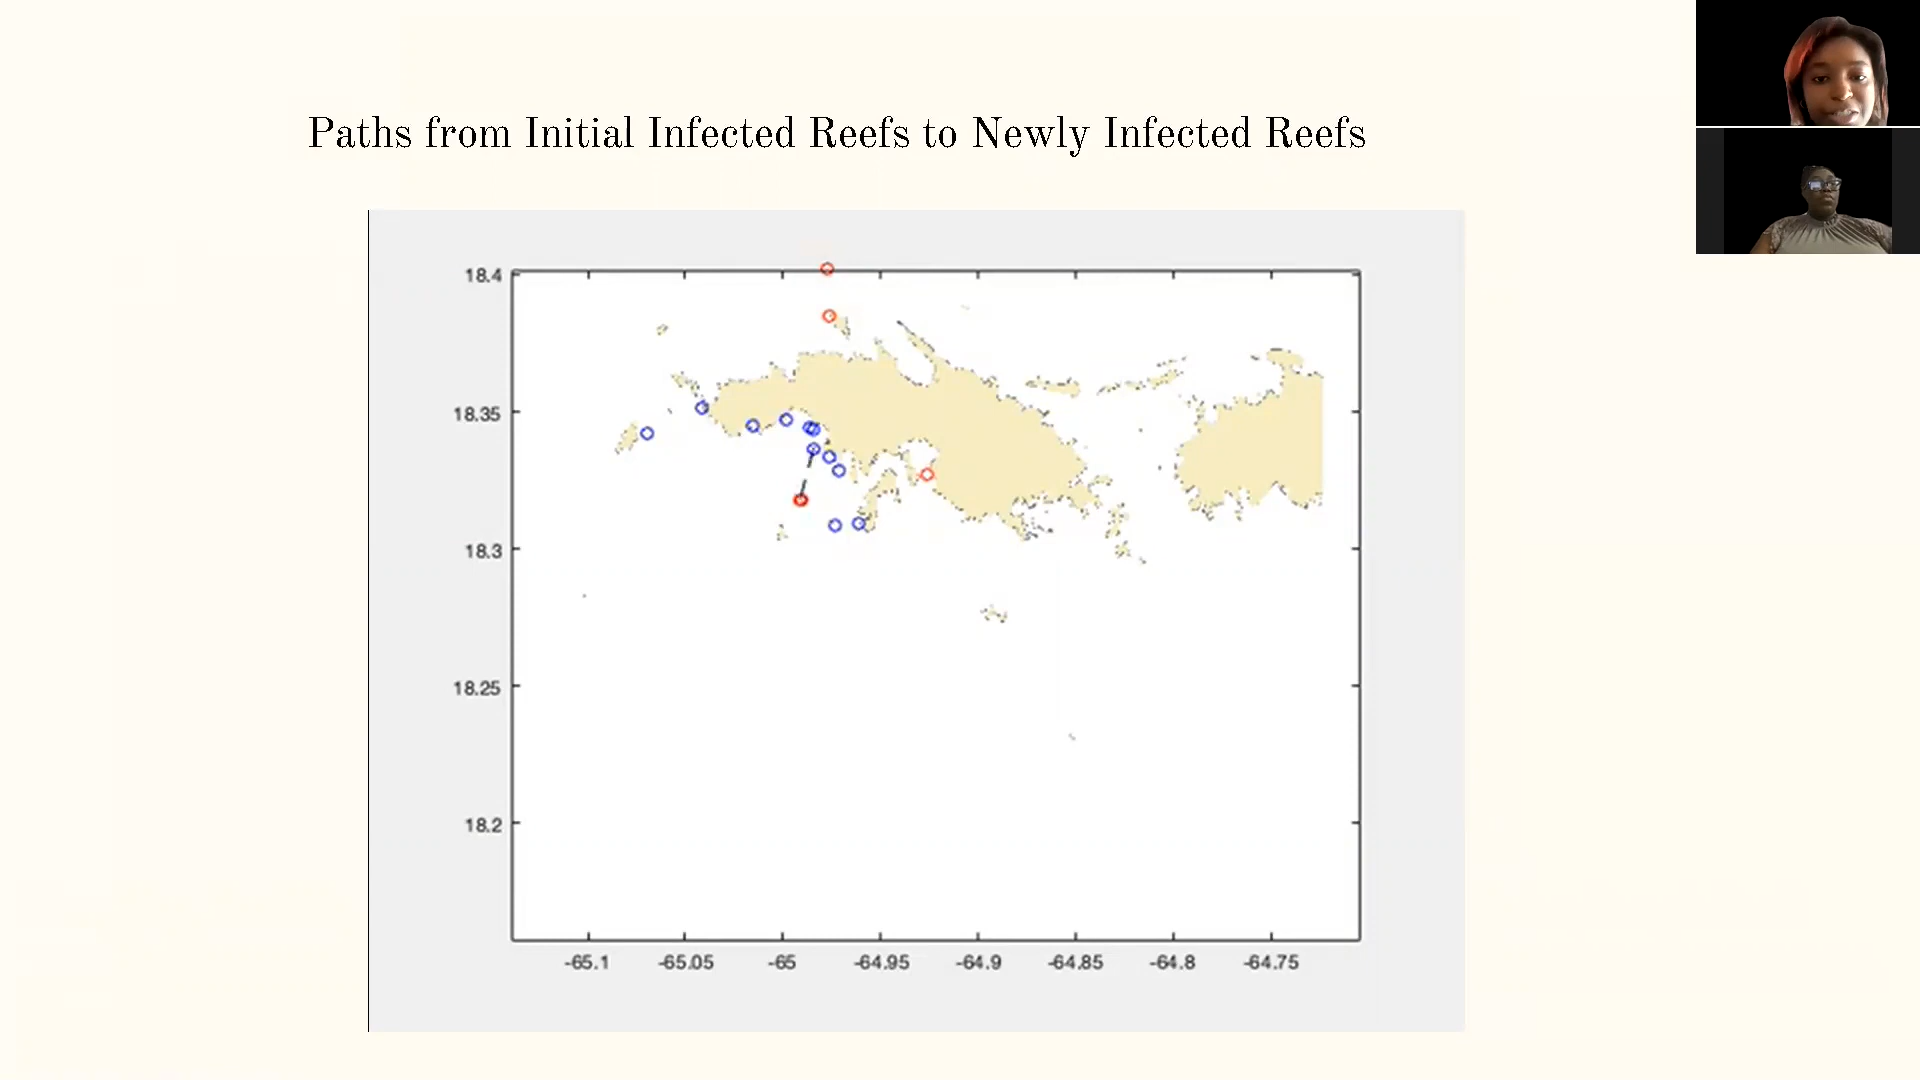 Paths from Initial Infected Reefs to Newly Infected Reefs
18.4
18.35
18.3
18.25
18.2
-65.1 -65.05 -65 -64.95 -64.9 -64.85 -64.8 -64.75